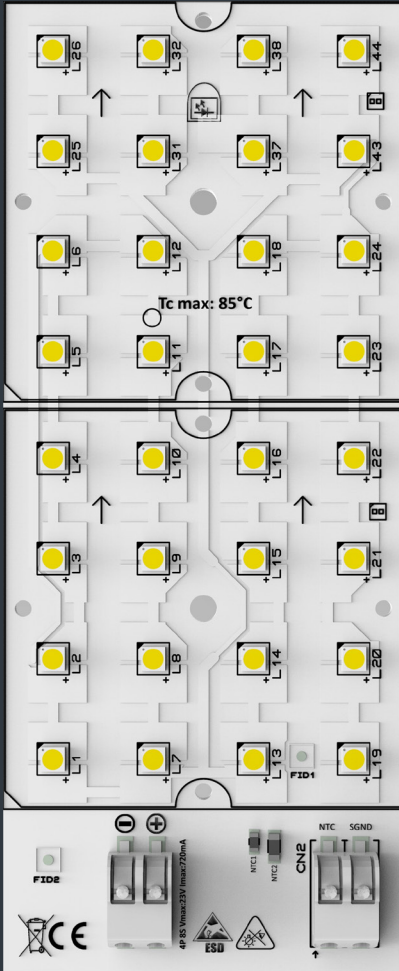 L26 L32 L38 L44
L25 L31 L37 L43
L6 L12 L18 L24
Tc max: 85°C
L5 L11 L17 L23
L4 L10 L16 L22
L3 L9 L15 L21
L2 L8 L14 L20
L1 L7 L13 L19
FID1
NTC SGND
FID2
4P 8S Vmax:23V Imax:720mA
NTC1
NTC2
CN2
CE
ESD